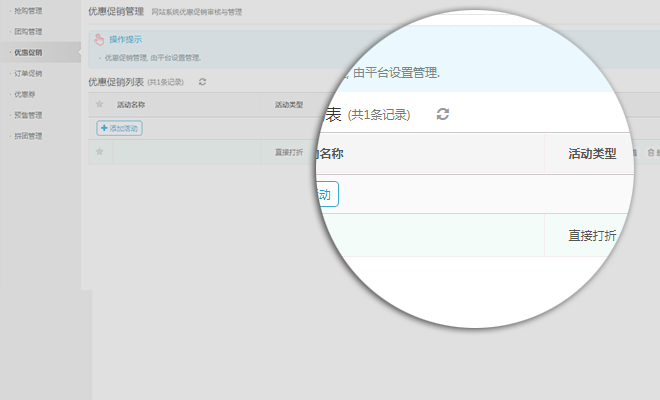 抢购管理
团购管理
优惠促销
订单促销
优惠券
预售管理
拼团管理
优惠促销管理 网站系统优惠促销审核与管理
操作提示
优惠促销管理, 由平台设置管理.
优惠促销列表 (共1条记录)
活动名称 活动类型
添加活动
直接打折
, 由平台设置管理.
表 (共1条记录)
名称 活动类型
动
直接打折